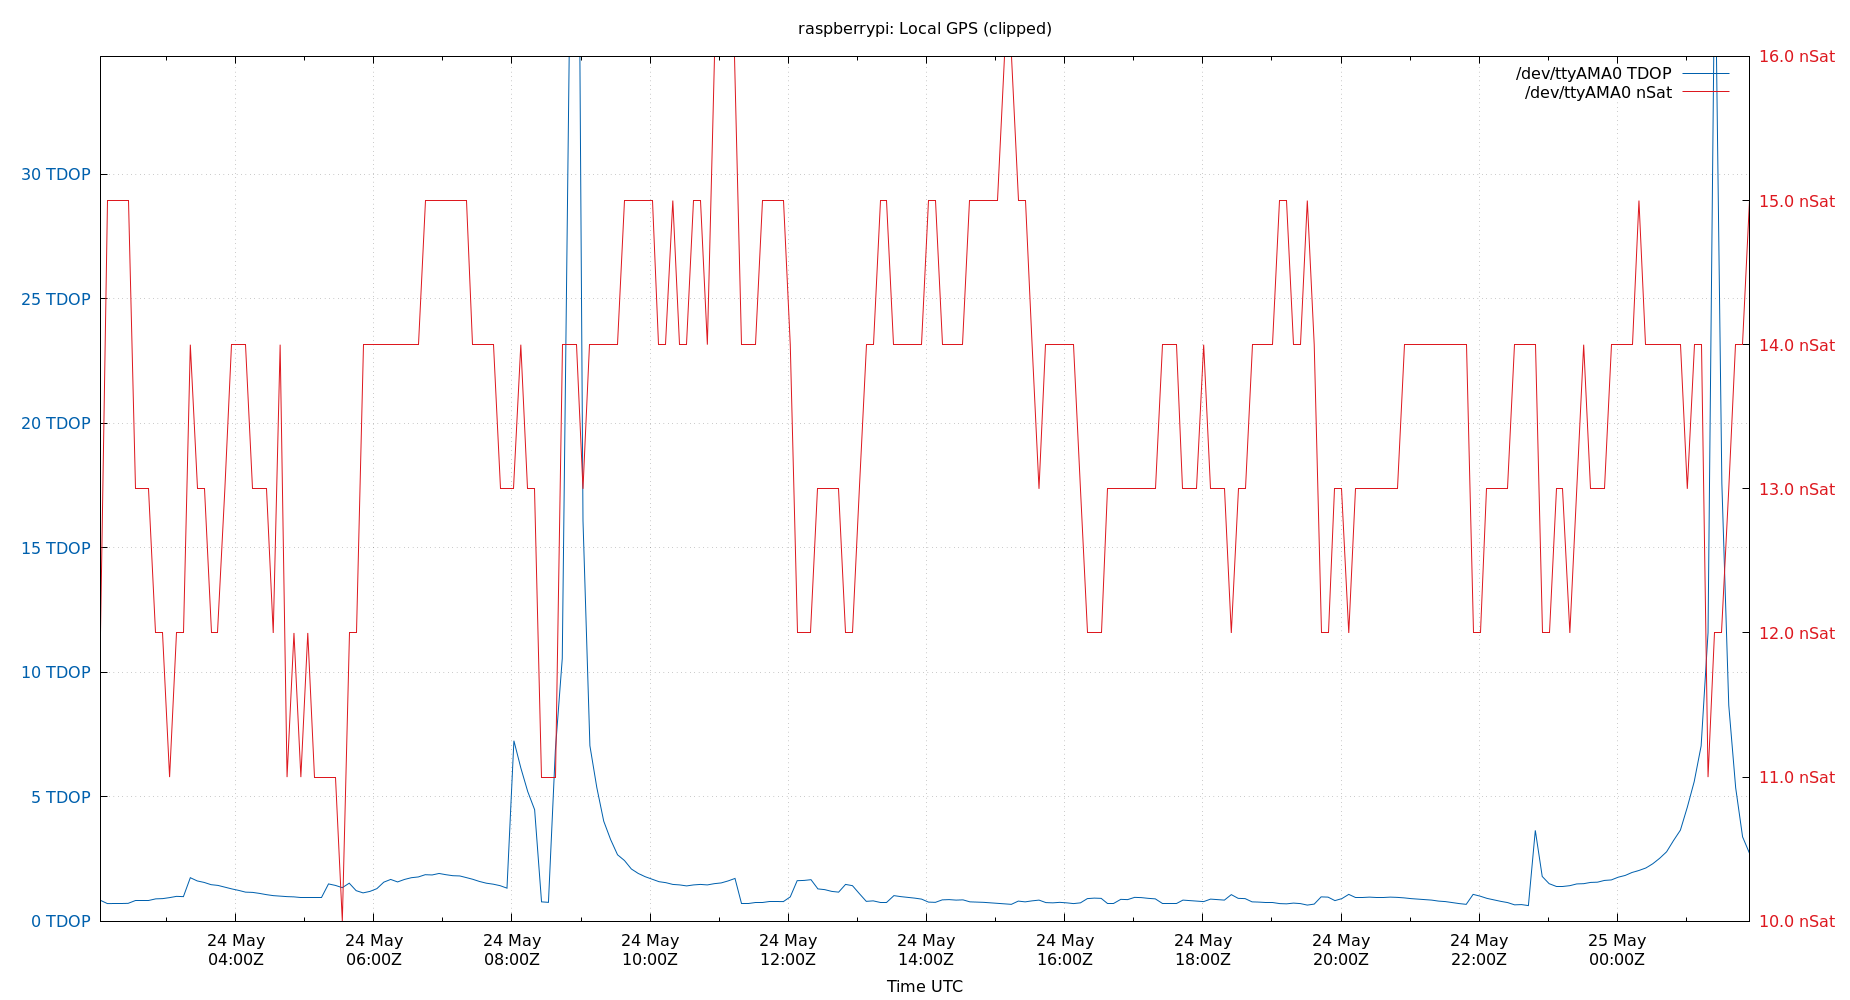 raspberrypi: Local GPS (clipped)
16.0 nSat
/dev/ttyAMA0 TDOP
/dev/ttyAMA0 nSat
30 TDOP
15.0 nSat
25 TDOP
14.0 nSat
20 TDOP
13.0 nSat
15 TDOP
12.0 nSat
10 TDOP
11.0 nSat
5 TDOP
0 TDOP
10.0 nSat
24 May 24 May 24 May 24 May 24 May 24 May 24 May 24 May 24 May 24 May 25 May
04:00Z 06:00Z 08:00Z 10:00Z 12:00Z 14:00Z 16:00Z 18:00Z 20:00Z 22:00Z 00:00Z
Time UTC